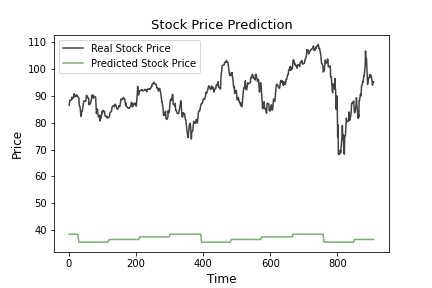 Stock Price Prediction
Real Stock Price
Predicted Stock Price
110
100
90
80
70
60
50
40
Price
0 200 400 600 800
Time